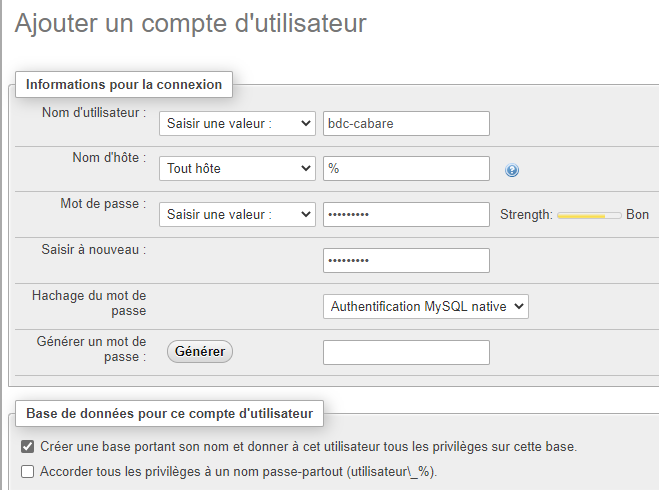 Ajouter un compte d'utilisateur
Informations pour la connexion
Nom d'utilisateur : Saisir une valeur : bdc-cabare
Nom d'hôte : Tout hôte %
Mot de passe : Saisir une valeur : ••••••••• Strength: Bon
Saisir à nouveau : •••••••••
Hachage du mot de
passe Authentification MySQL native
Générer un mot de
passe : Générer
Base de données pour ce compte d'utilisateur
Créer une base portant son nom et donner à cet utilisateur tous les privilèges sur cette base.
Accorder tous les privilèges à un nom passe-partout (utilisateur\_%).